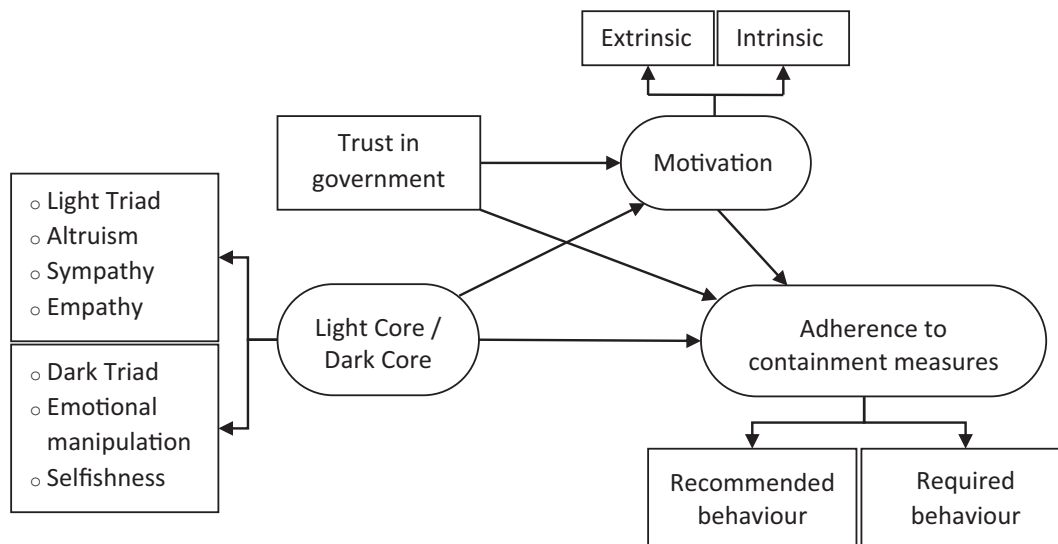 Extrinsic
Intrinsic
Trust in
government
Motivation
○ Light Triad
○ Altruism
○ Sympathy
○ Empathy
Light Core /
Dark Core
Adherence to
containment measures
○ Dark Triad
○ Emotional
manipulation
○ Selfishness
Recommended
behaviour
Required
behaviour